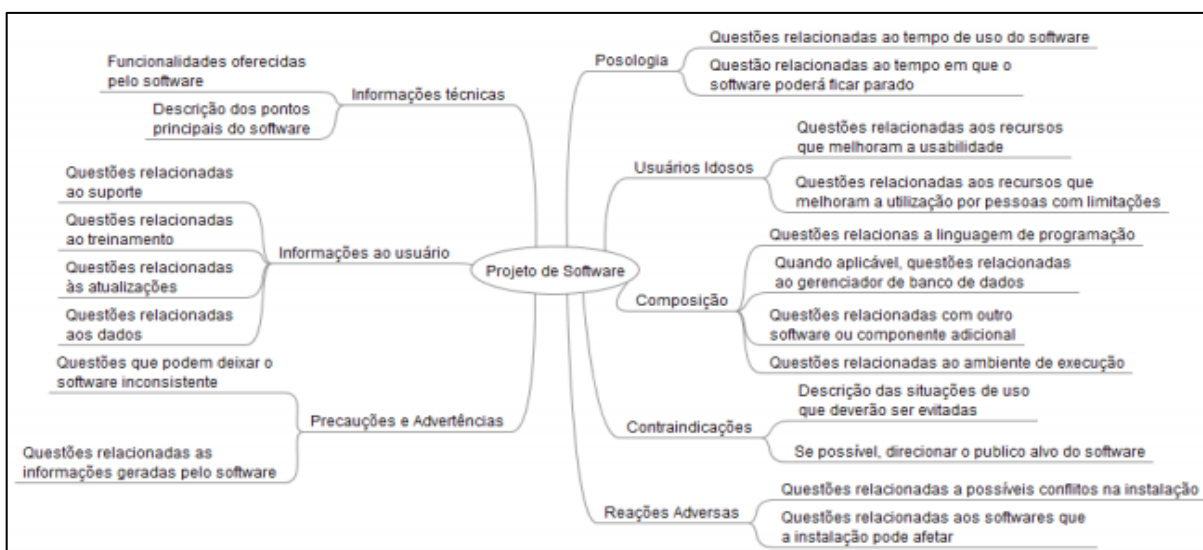 Projeto de Software
Informações técnicas
Funcionalidades oferecidas
pelo software
Descrição dos pontos
principais do software
Informações ao usuário
Questões relacionadas
ao suporte
Questões relacionadas
ao treinamento
Questões relacionadas
às atualizações
Questões relacionadas
aos dados
Precauções e Advertências
Questões que podem deixar o
software inconsistente
Questões relacionadas as
informações geradas pelo software
Posologia
Questões relacionadas ao tempo de uso do software
Questão relacionadas ao tempo em que o
software poderá ficar parado
Usuários Idosos
Questões relacionadas aos recursos
que melhoram a usabilidade
Questões relacionadas aos recursos que
melhoram a utilização por pessoas com limitações
Composição
Questões relacionas a linguagem de programação
Quando aplicável, questões relacionadas
ao gerenciador de banco de dados
Questões relacionadas com outro
software ou componente adicional
Questões relacionadas ao ambiente de execução
Contraindicações
Descrição das situações de uso
que deverão ser evitadas
Se possível, direcionar o publico alvo do software
Reações Adversas
Questões relacionadas a possíveis conflitos na instalação
Questões relacionadas aos softwares que
a instalação pode afetar